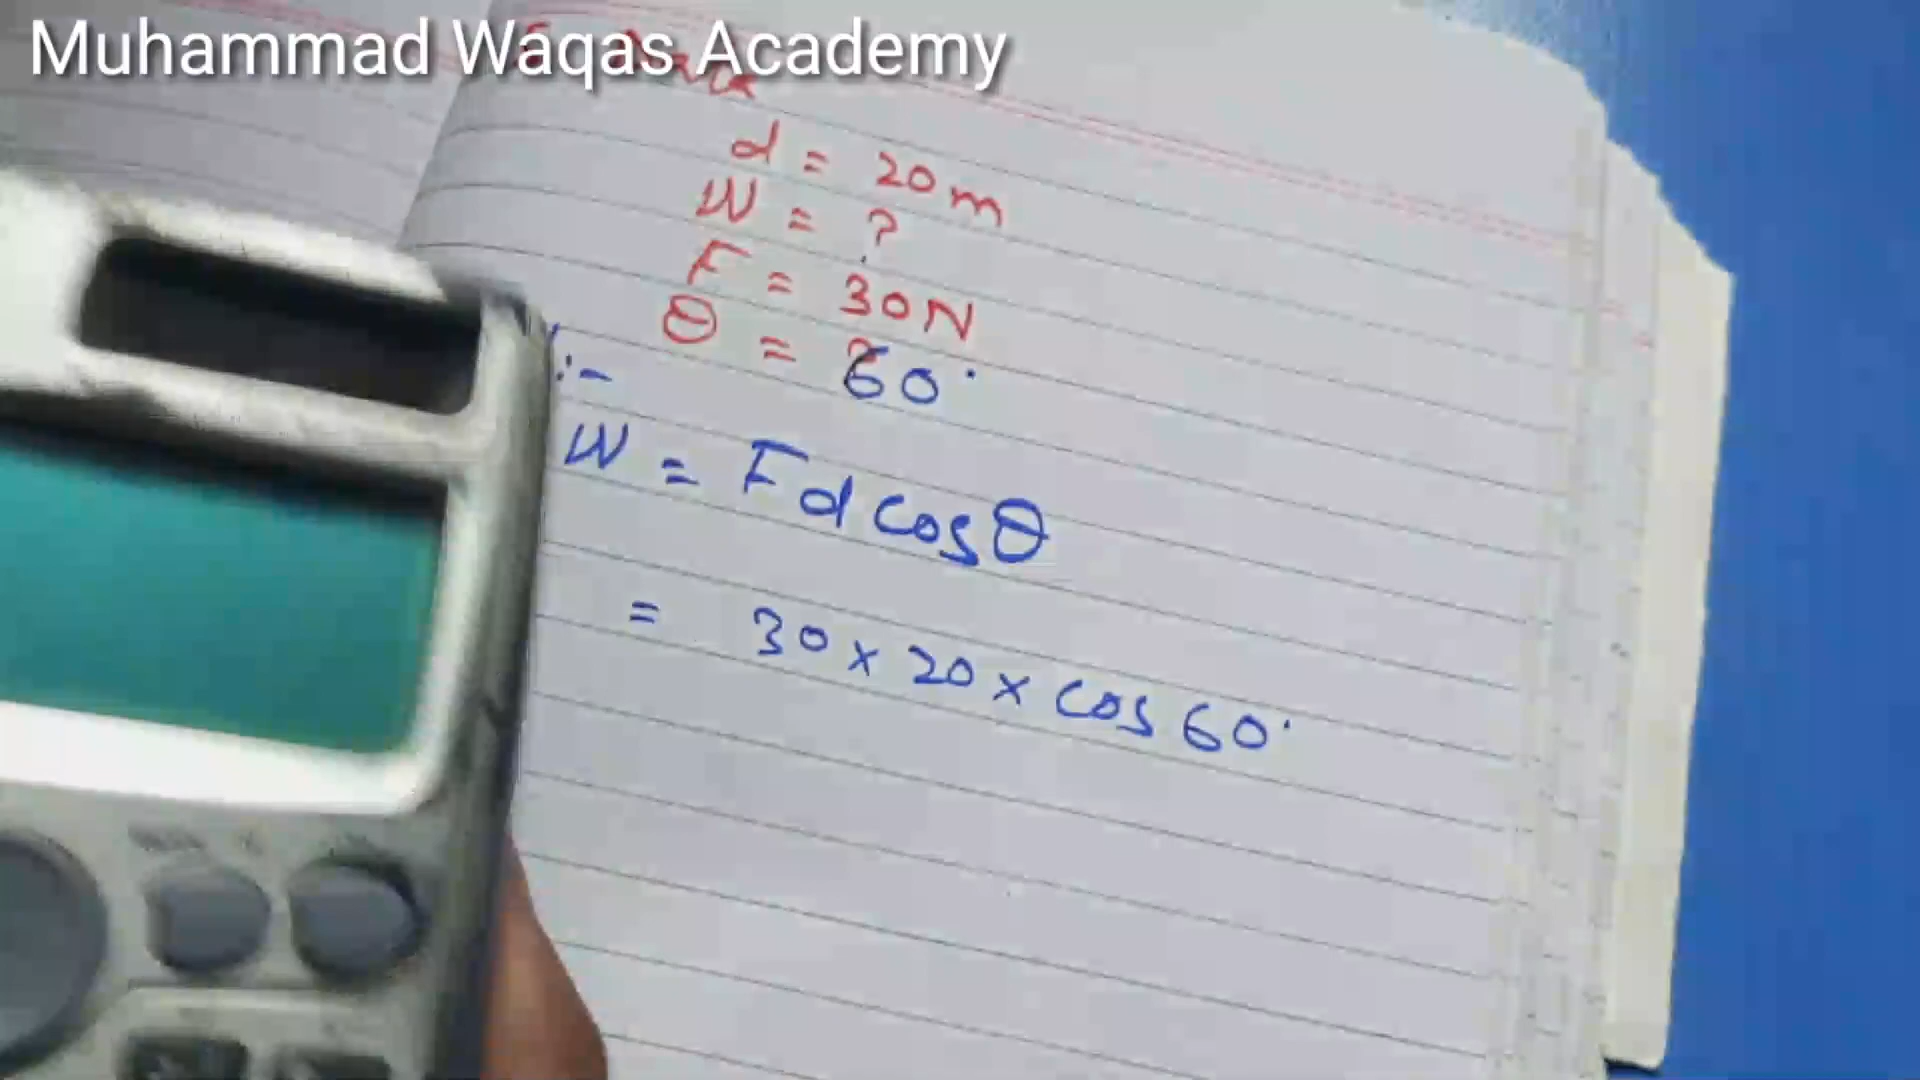 Muhammad Waqas Academy
d = 20m
W = ?
F = 30N
θ = 60°
:-
W = Fd cosθ
= 30 × 20 × cos 60°